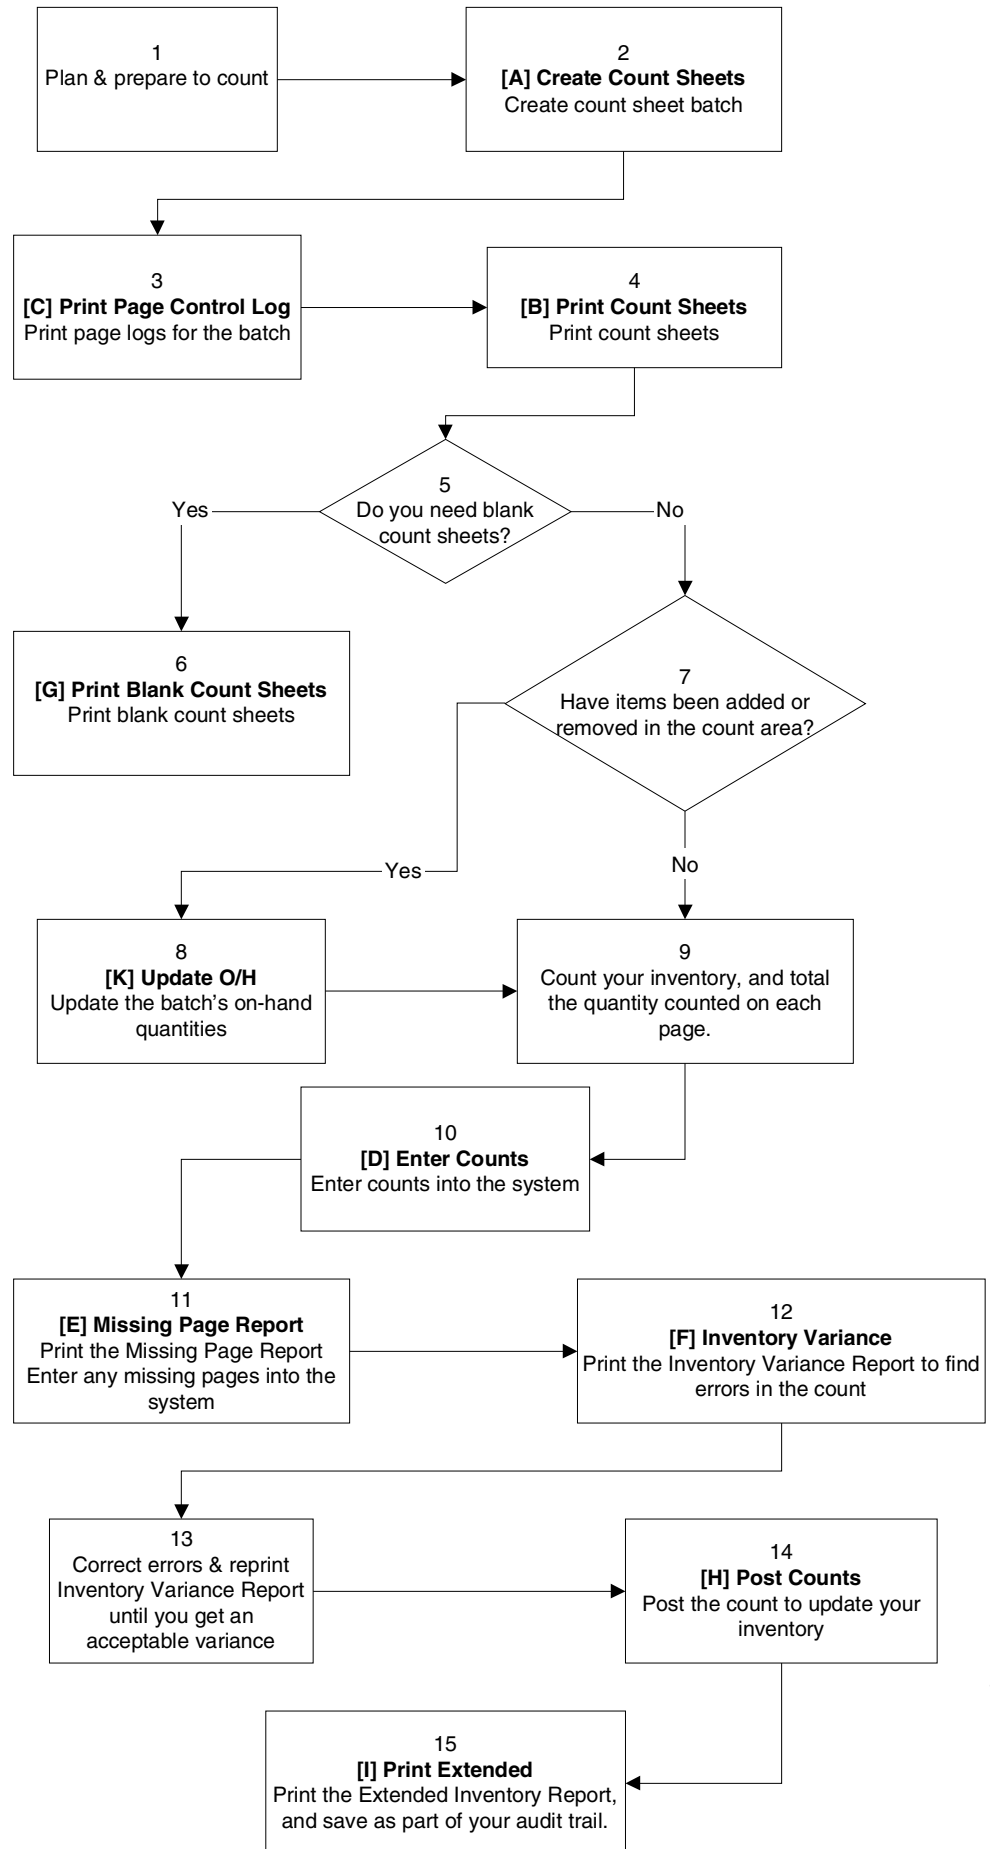 1
Plan & prepare to count
2
[A] Create Count Sheets
Create count sheet batch
3
[C] Print Page Control Log
Print page logs for the batch
4
[B] Print Count Sheets
Print count sheets
5
Do you need blank
count sheets?
Yes
No
6
[G] Print Blank Count Sheets
Print blank count sheets
7
Have items been added or
removed in the count area?
Yes
No
8
[K] Update O/H
Update the batch’s on-hand
quantities
9
Count your inventory, and total
the quantity counted on each
page.
10
[D] Enter Counts
Enter counts into the system
11
[E] Missing Page Report
Print the Missing Page Report
Enter any missing pages into the
system
12
[F] Inventory Variance
Print the Inventory Variance Report to find
errors in the count
13
Correct errors & reprint
Inventory Variance Report
until you get an
acceptable variance
14
[H] Post Counts
Post the count to update your
inventory
15
[I] Print Extended
Print the Extended Inventory Report,
and save as part of your audit trail.